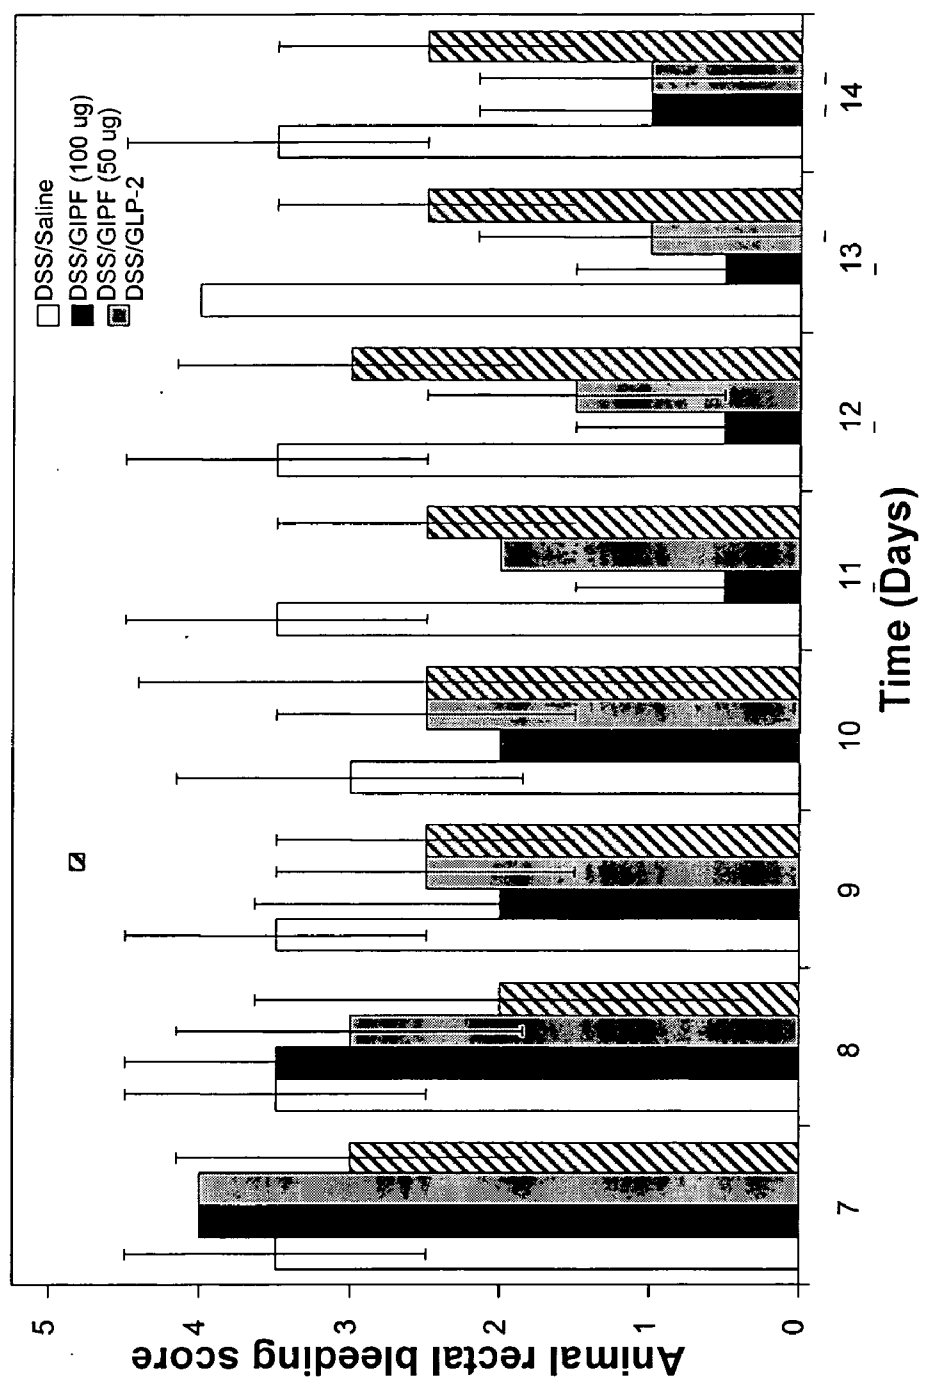 DSS/Saline
DSS/GIPF (100 ug)
DSS/GIPF (50 ug)
DSS/GLP-2
Animal rectal bleeding score
5
4
3
2
1
0
7
8
9
10
11
12
13
14
Time (Days)